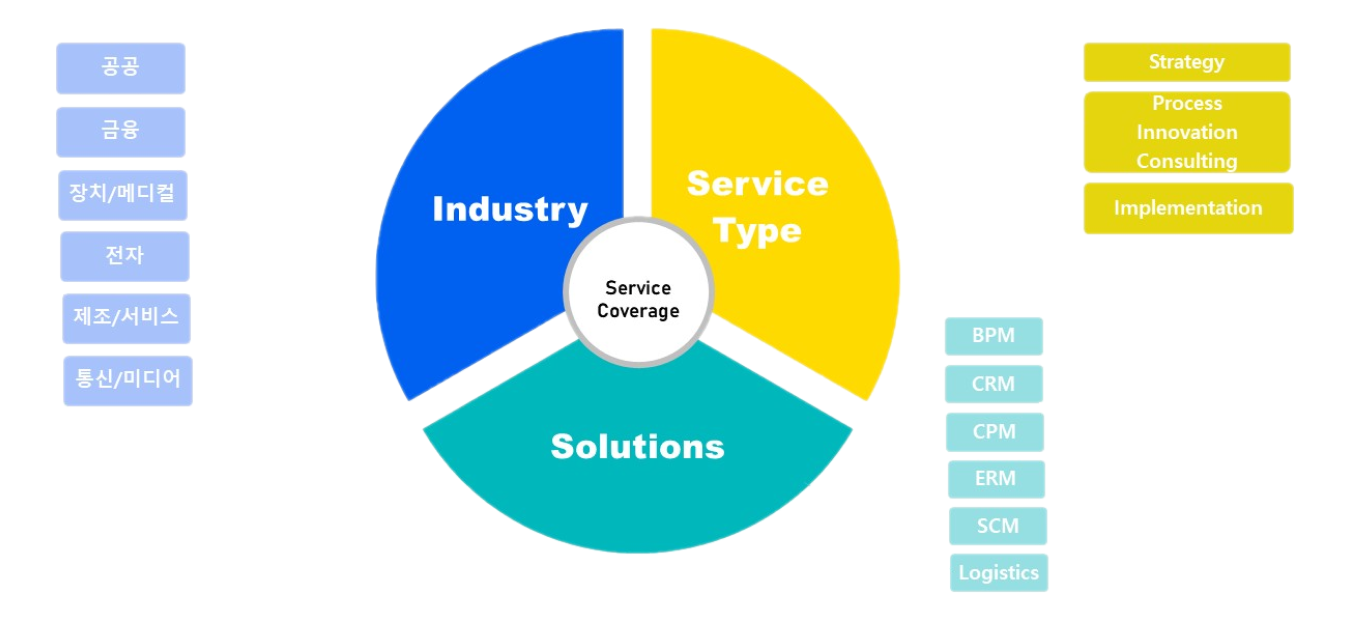 공공
금융
장치/메디컬
전자
제조/서비스
통신/미디어
Industry
Service
Type
Service
Coverage
Solutions
Strategy
Process
Innovation
Consulting
Implementation
BPM
CRM
CPM
ERM
SCM
Logistics